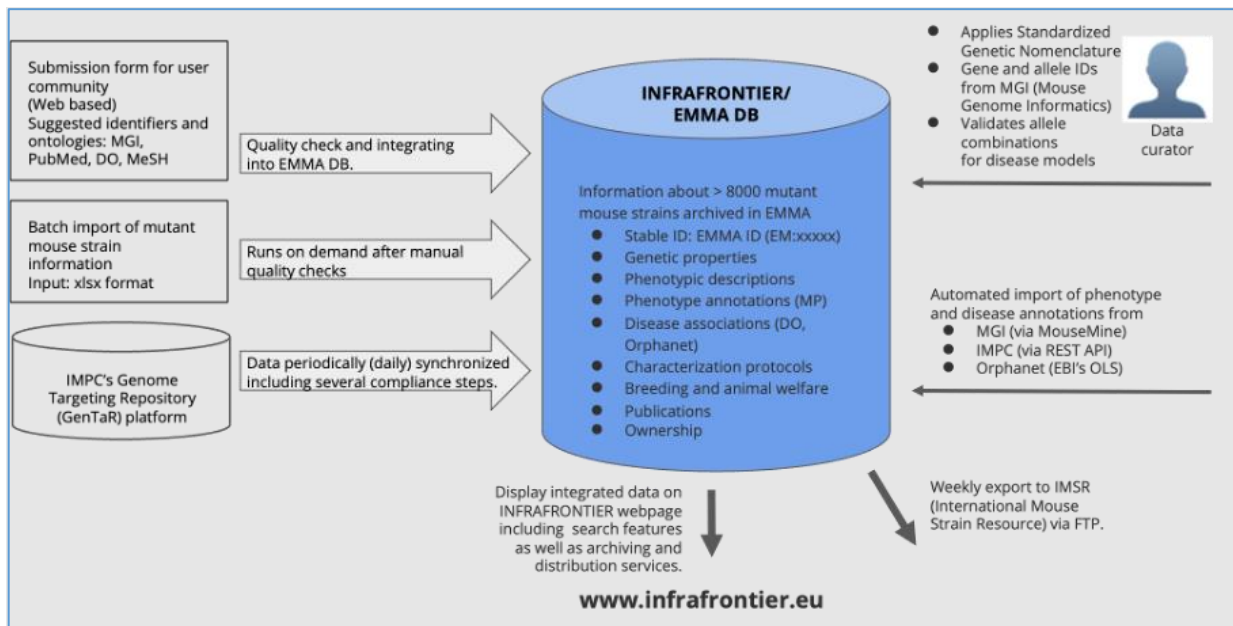 Submission form for user
community
(Web based)
Suggested identifiers and
ontologies: MGI,
PubMed, DO, MeSH
Quality check and integrating
into EMMA DB.
Batch import of mutant
mouse strain
information
Input: xlsx format
Runs on demand after manual
quality checks
IMPC's Genome
Targeting Repository
(GenTaR) platform
Data periodically (daily) synchronized
including several compliance steps.
INFRAFRONTIER/
EMMA DB
Information about > 8000 mutant
mouse strains archived in EMMA
● Stable ID: EMMA ID (EM:xxxxx)
● Genetic properties
● Phenotypic descriptions
● Phenotype annotations (MP)
● Disease associations (DO,
Orphanet)
● Characterization protocols
● Breeding and animal welfare
● Publications
● Ownership
● Applies Standardized
Genetic Nomenclature
● Gene and allele IDs
from MGI (Mouse
Genome Informatics)
● Validates allele
combinations
for disease models
Data
curator
Automated import of phenotype
and disease annotations from
● MGI (via MouseMine)
● IMPC (via REST API)
● Orphanet (EBI's OLS)
Display integrated data on
INFRAFRONTIER webpage
including search features
as well as archiving and
distribution services.
Weekly export to IMSR
(International Mouse
Strain Resource) via FTP.
www.infrafrontier.eu